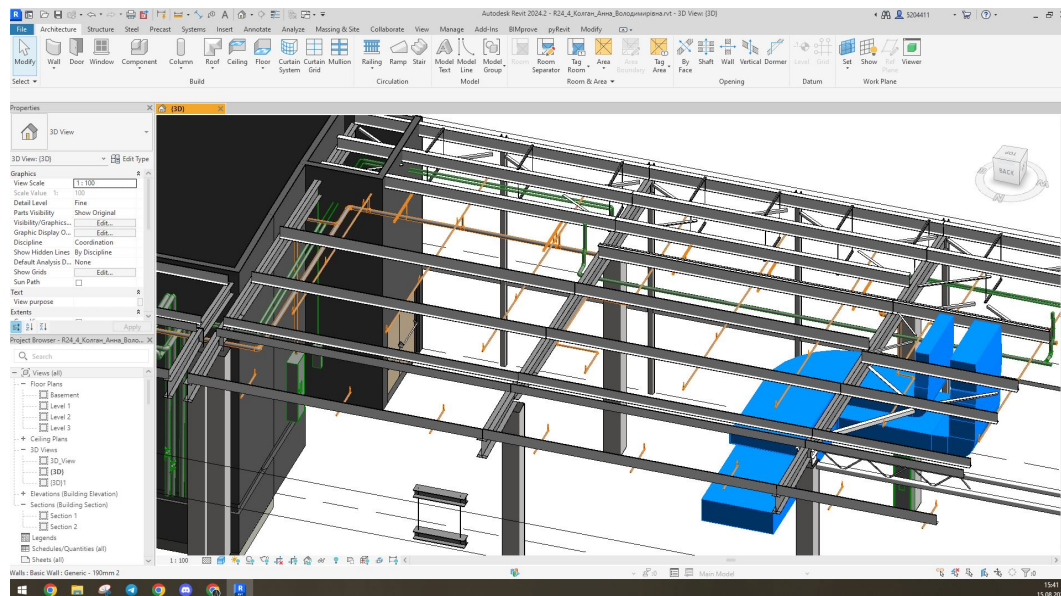 Autodesk Revit 2024.2 - R24_4_Колган_Анна_Володимирівна.rvt - 3D View: {3D}
5204411
File Architecture Structure Steel Precast Systems Insert Annotate Analyze Massing & Site Collaborate View Manage Add-Ins BIMprove pyRevit Modify
Modify Wall Door Window Component Column Roof Ceiling Floor Curtain System Curtain Grid Mullion Railing Ramp Stair Model Text Model Line Model Group Room Room Separator Tag Room Area Area Boundary Tag Area By Face Shaft Wall Vertical Dormer Level Grid Set Show Ref Plane Viewer
Select Build Circulation Model Room & Area Opening Datum Work Plane
Properties
{3D}
3D View
3D View: {3D}
Edit Type
Graphics
View Scale 1 : 100
Scale Value 1: 100
Detail Level Fine
Parts Visibility Show Original
Visibility/Graphics... Edit...
Graphic Display O... Edit...
Discipline Coordination
Show Hidden Lines By Discipline
Default Analysis D... None
Show Grids Edit...
Sun Path
Text
View purpose
Extents
Apply
Project Browser - R24_4_Колган_Анна_Воло...
Search
Views (all)
Floor Plans
Basement
Level 1
Level 2
Level 3
Ceiling Plans
3D Views
3D_View
{3D}
{3D}1
Elevations (Building Elevation)
Sections (Building Section)
Section 1
Section 2
Legends
Schedules/Quantities (all)
Sheets (all)
BACK
1 : 100
Walls : Basic Wall : Generic - 190mm 2
:0
Main Model
:0
15:41